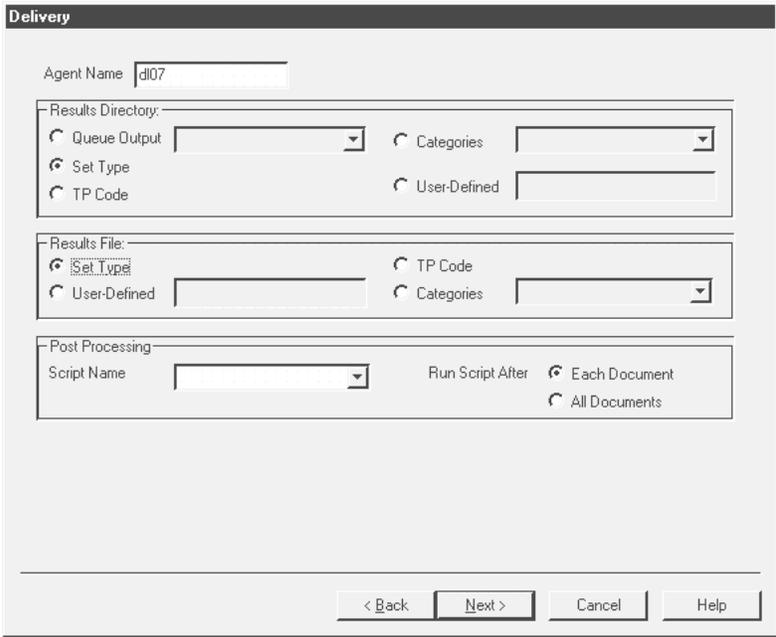 Delivery
Agent Name dl07
Results Directory:
Queue Output
Categories
Set Type
User-Defined
TP Code
Results File:
Set Type
TP Code
User-Defined
Categories
Post Processing
Script Name
Run Script After
Each Document
All Documents
< Back
Next >
Cancel
Help